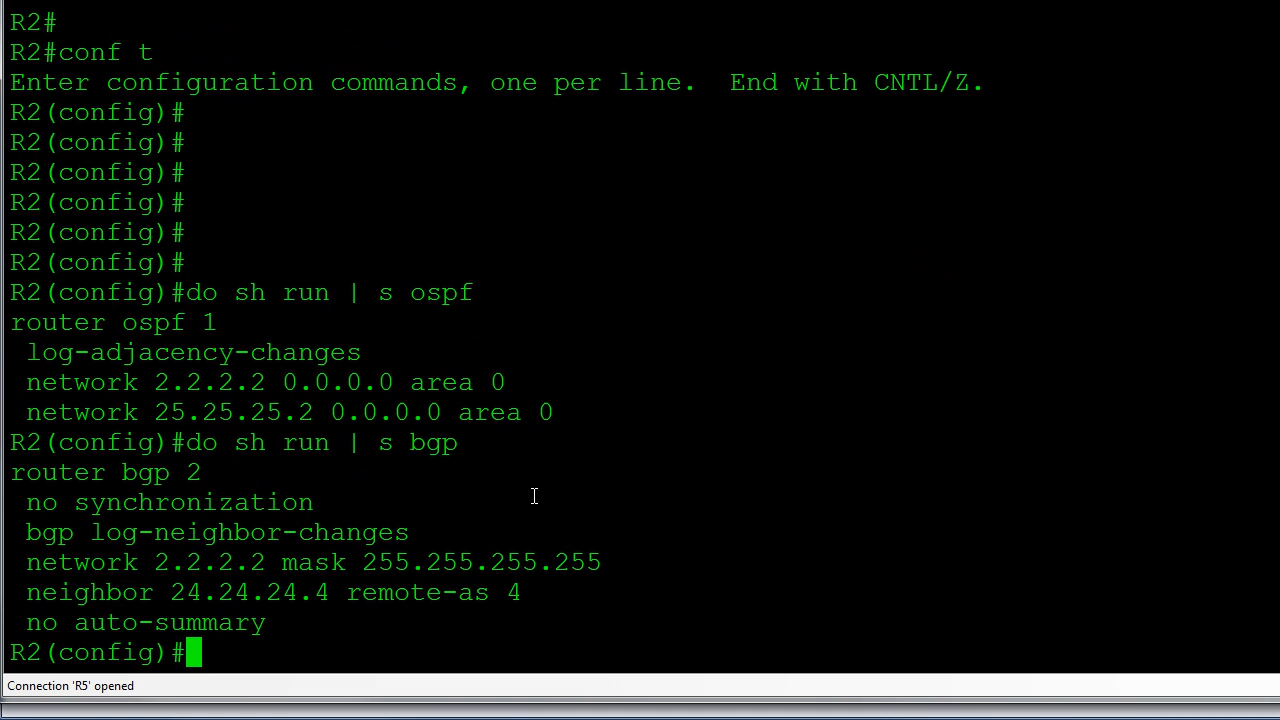 R2#
R2#conf t
Enter configuration commands, one per line.  End with CNTL/Z.
R2(config)#
R2(config)#
R2(config)#
R2(config)#
R2(config)#
R2(config)#
R2(config)#do sh run | s ospf
router ospf 1
 log-adjacency-changes
 network 2.2.2.2 0.0.0.0 area 0
 network 25.25.25.2 0.0.0.0 area 0
R2(config)#do sh run | s bgp
router bgp 2
 no synchronization
 bgp log-neighbor-changes
 network 2.2.2.2 mask 255.255.255.255
 neighbor 24.24.24.4 remote-as 4
 no auto-summary
R2(config)#
Connection 'R5' opened